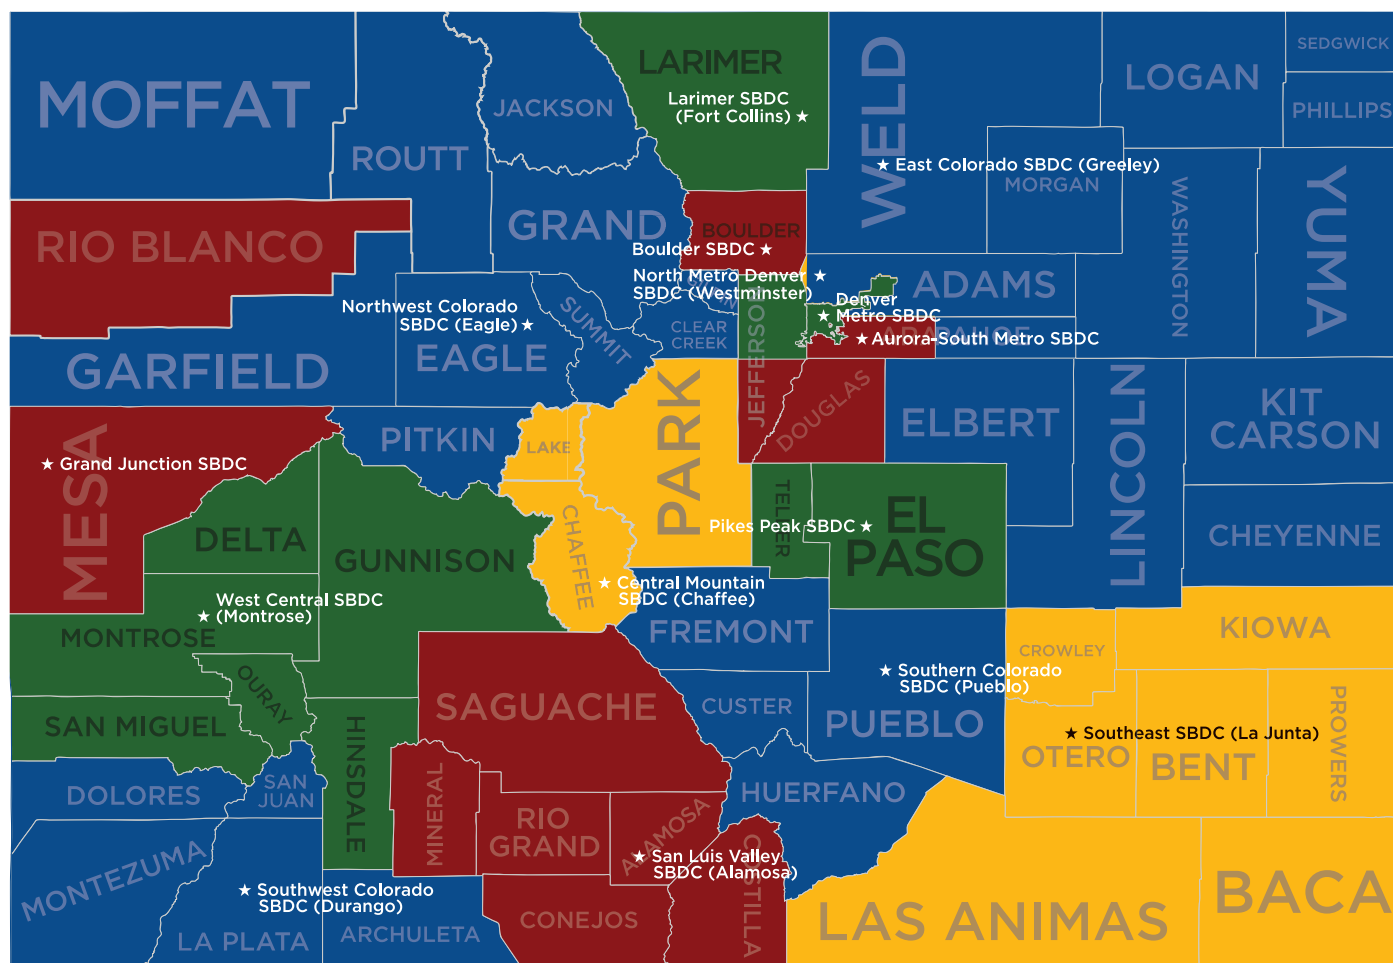 SEDGWICK
LOGAN
LARIMER
WELD
MOFFAT
JACKSON
Larimer SBDC
(Fort Collins)
PHILLIPS
ROUTT
East Colorado SBDC (Greeley)
MORGAN
WASHINGTON
YUMA
GRAND
BOULDER
RIO BLANCO
Boulder SBDC
North Metro Denver
SBDC (Westminster)
ADAMS
Northwest Colorado
SBDC (Eagle)
SUMMIT
Denver
Metro SBDC
CLEAR
CREEK
JEFFERSON
ARAPAHOE
Aurora-South Metro SBDC
EAGLE
GARFIELD
PARK
DOUGLAS
ELBERT
LINCOLN
KIT
CARSON
PITKIN
LAKE
MESA
Grand Junction SBDC
TELLER
EL
PASO
Pikes Peak SBDC
DELTA
GUNNISON
CHAFFEE
CHEYENNE
Central Mountain
SBDC (Chaffee)
West Central SBDC
(Montrose)
MONTROSE
FREMONT
KIOWA
CROWLEY
Southern Colorado
SBDC (Pueblo)
OURAY
SAGUACHE
CUSTER
PUEBLO
SAN MIGUEL
HINSDALE
Southeast SBDC (La Junta)
OTERO
BENT
PROWERS
DOLORES
SAN
JUAN
HUERFANO
MINERAL
RIO
GRAND
ALAMOSA
San Luis Valley
SBDC (Alamosa)
COSTILLA
MONTEZUMA
Southwest Colorado
SBDC (Durango)
LA PLATA
ARCHULETA
CONEJOS
LAS ANIMAS
BACA